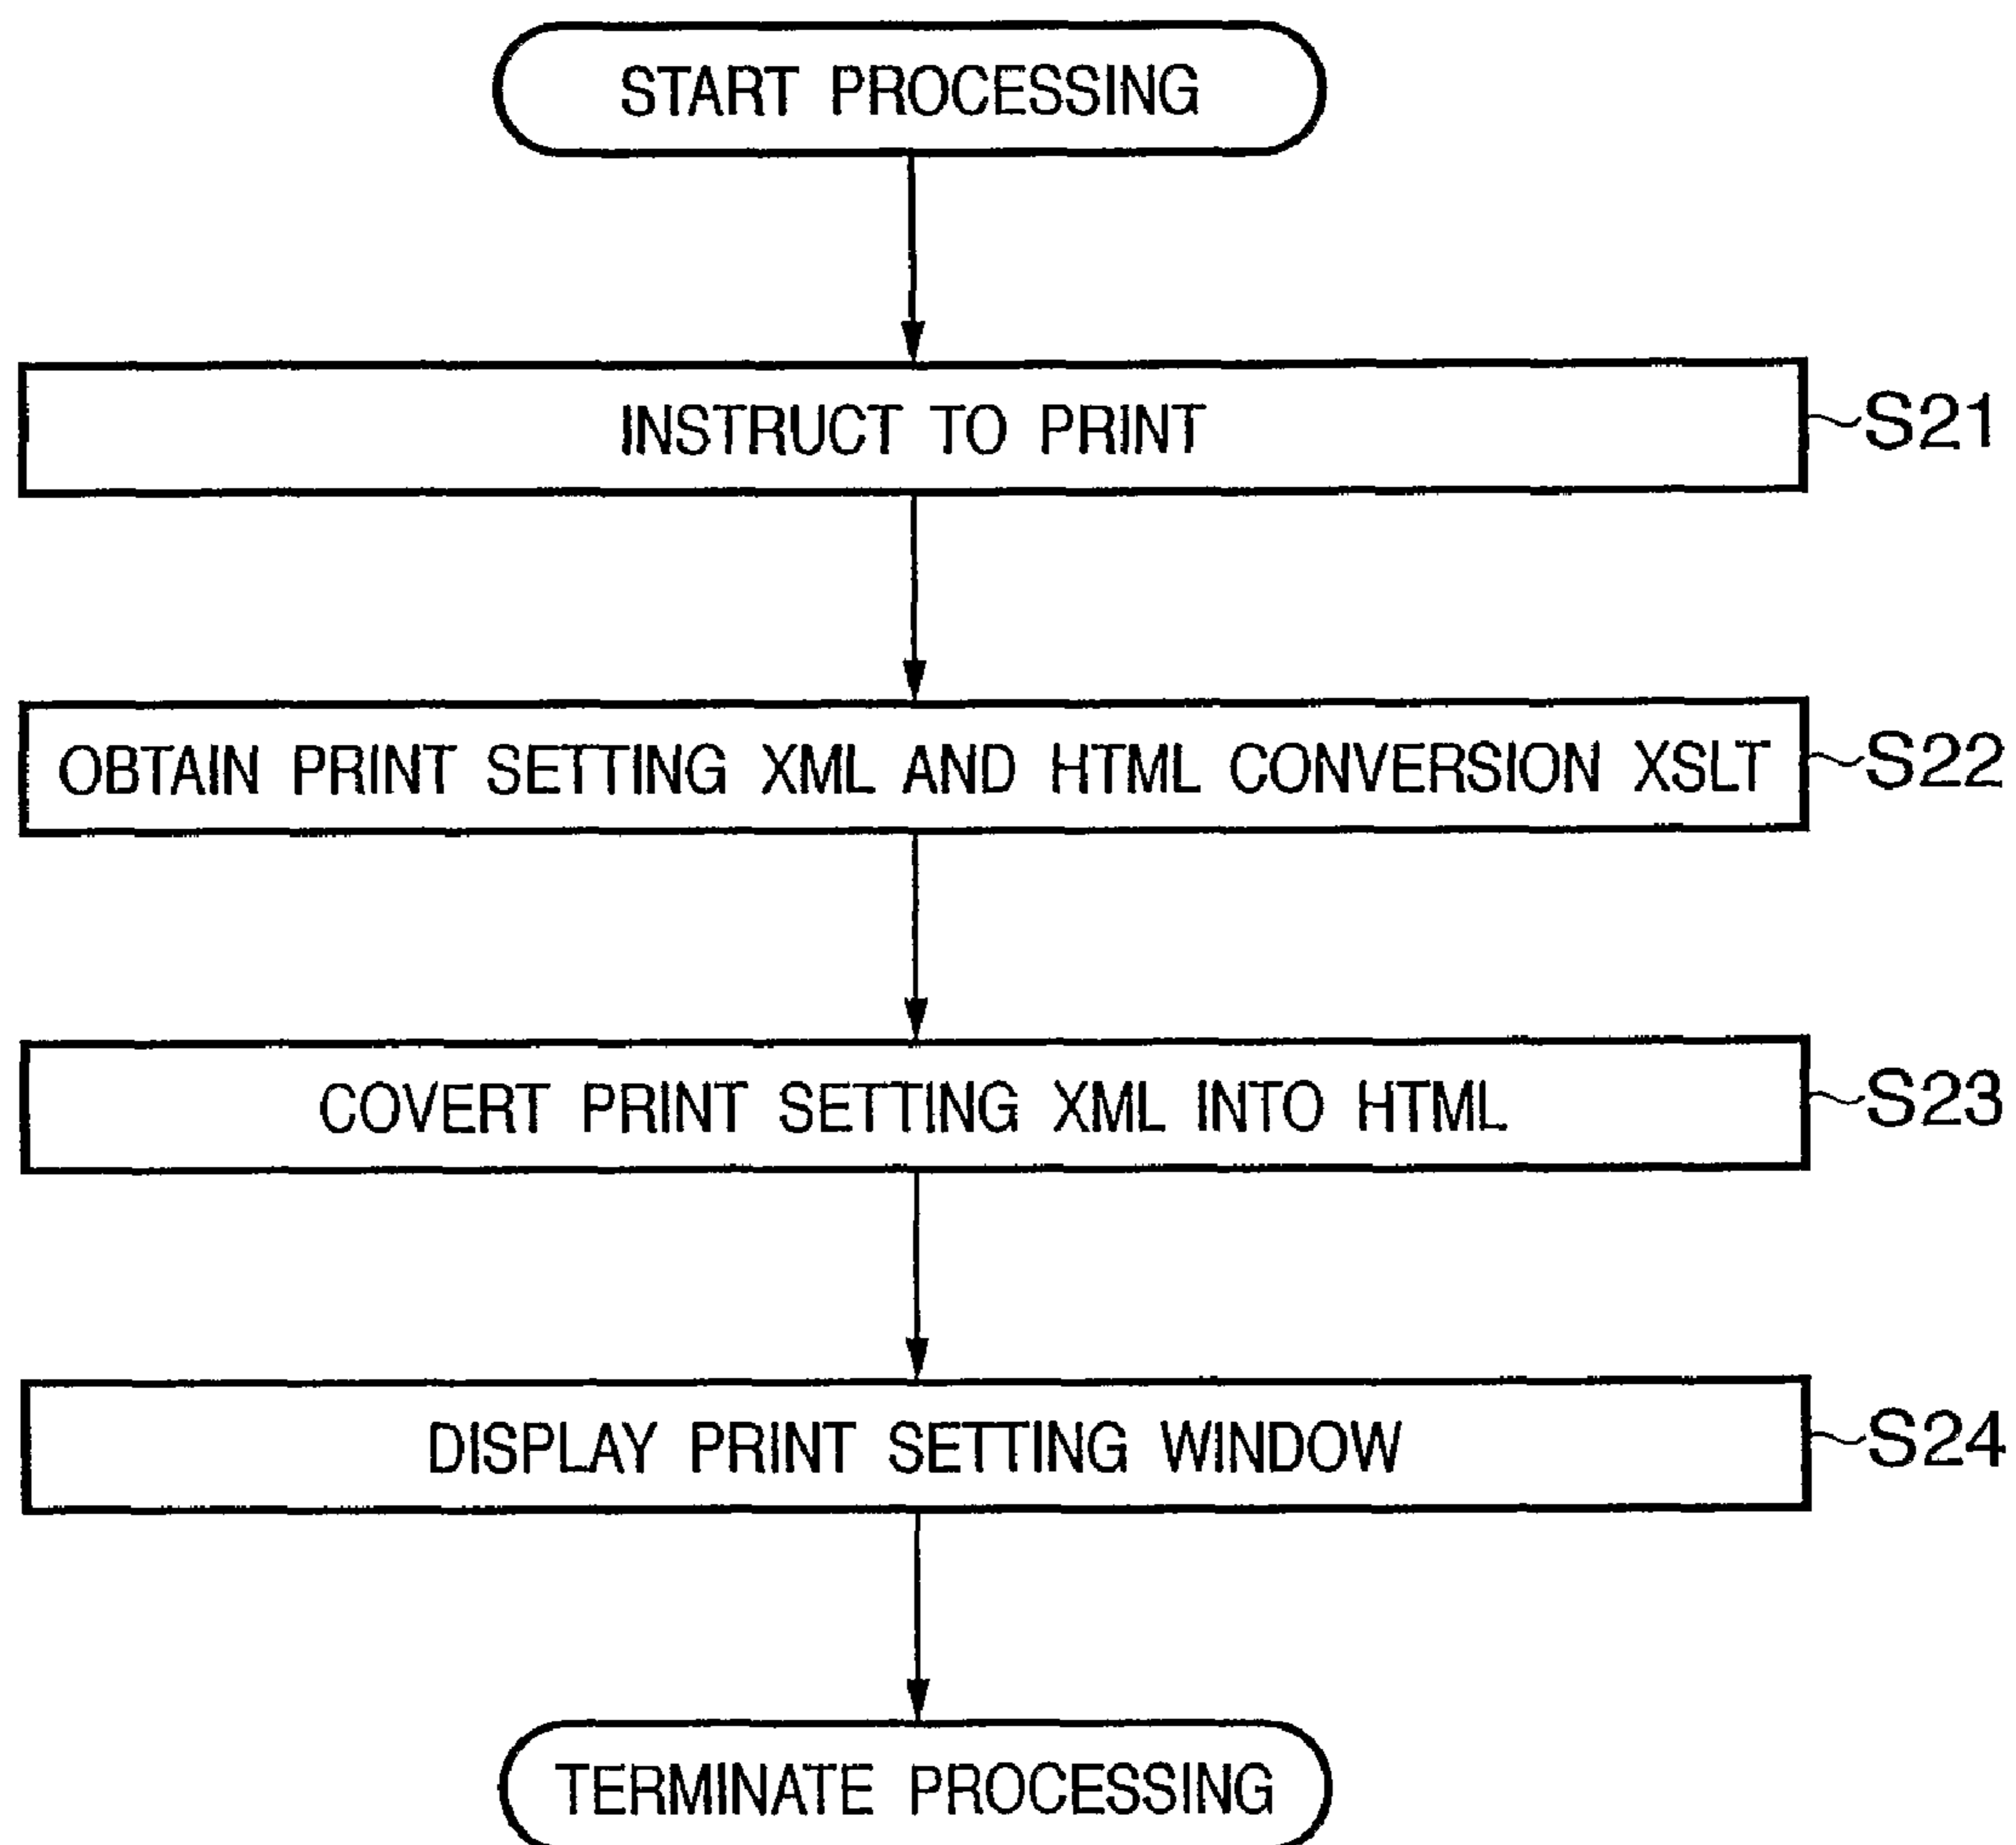 START PROCESSING
INSTRUCT TO PRINT S21
OBTAIN PRINT SETTING XML AND HTML CONVERSION XSLT S22
COVERT PRINT SETTING XML INTO HTML S23
DISPLAY PRINT SETTING WINDOW S24
TERMINATE PROCESSING